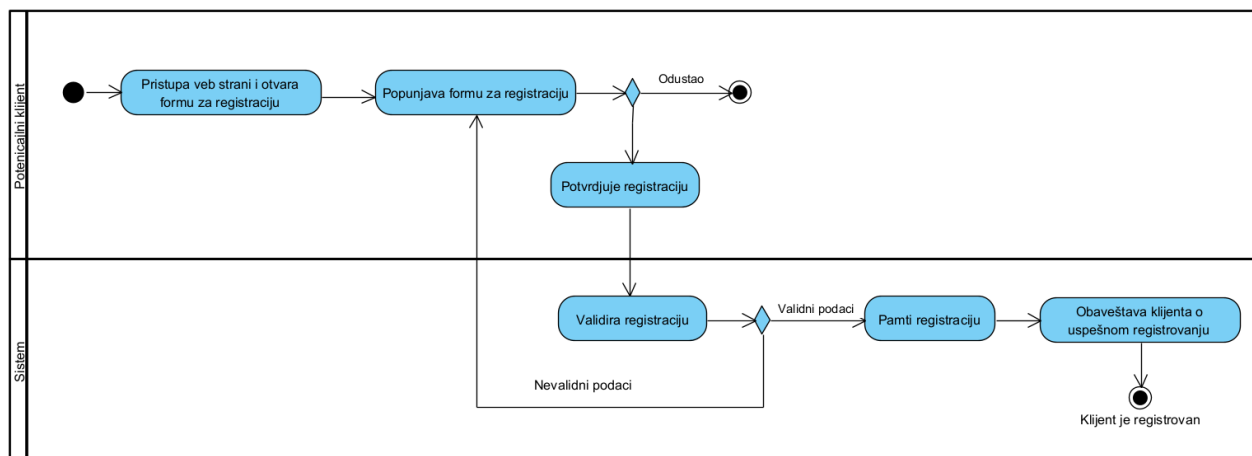 Potenicailni klijent
Pristupa veb strani i otvara
formu za registraciju
Popunjava formu za registraciju
Odustao
Potvrdjuje registraciju
Sistem
Validira registraciju
Validni podaci
Pamti registraciju
Obaveštava klijenta o
uspešnom registrovanju
Nevalidni podaci
Klijent je registrovan